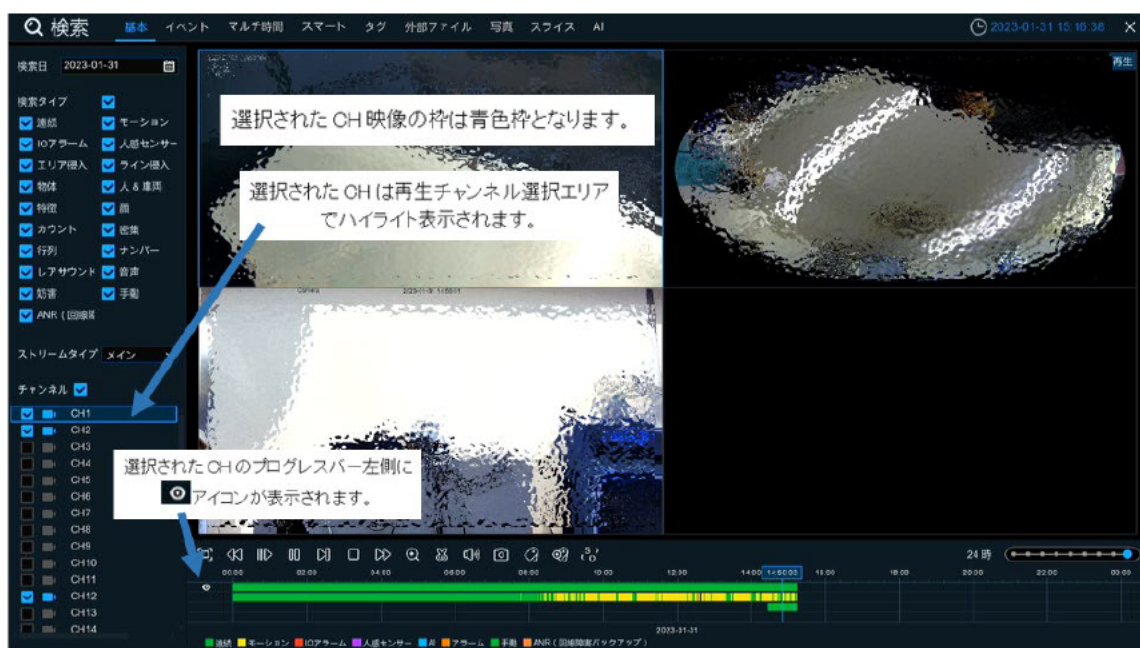 検索 基本 イベント マルチ時間 スマート タグ 外部ファイル 写真 スライス AI 2023-01-31 15:16:38
検索日 2023-01-31
再生
検索タイプ
連続 モーション
IOアラーム 人感センサー
エリア侵入 ライン侵入
物体 人&車両
特徴 顔
カウント 密集
行列 ナンバー
レアサウンド 音声
妨害 手動
ANR(回線障
ストリームタイプ メイン
チャンネル
CH1
CH2
CH3
CH4
CH5
CH6
CH7
CH8
CH9
CH10
CH11
CH12
CH13
CH14
選択された CH 映像の枠は青色枠となります。
選択された CH は再生チャンネル選択エリア
でハイライト表示されます。
Camera
選択された CH のプログレスバー左側に
アイコンが表示されます。
24 時
00:00 02:00 04:00 06:00 08:00 10:00 12:00 14:00 16:00 18:00 20:00 22:00 00:00
2023-01-31
連続 モーション IOアラーム 人感センサー AI アラーム 手動 ANR(回線障害バックアップ)